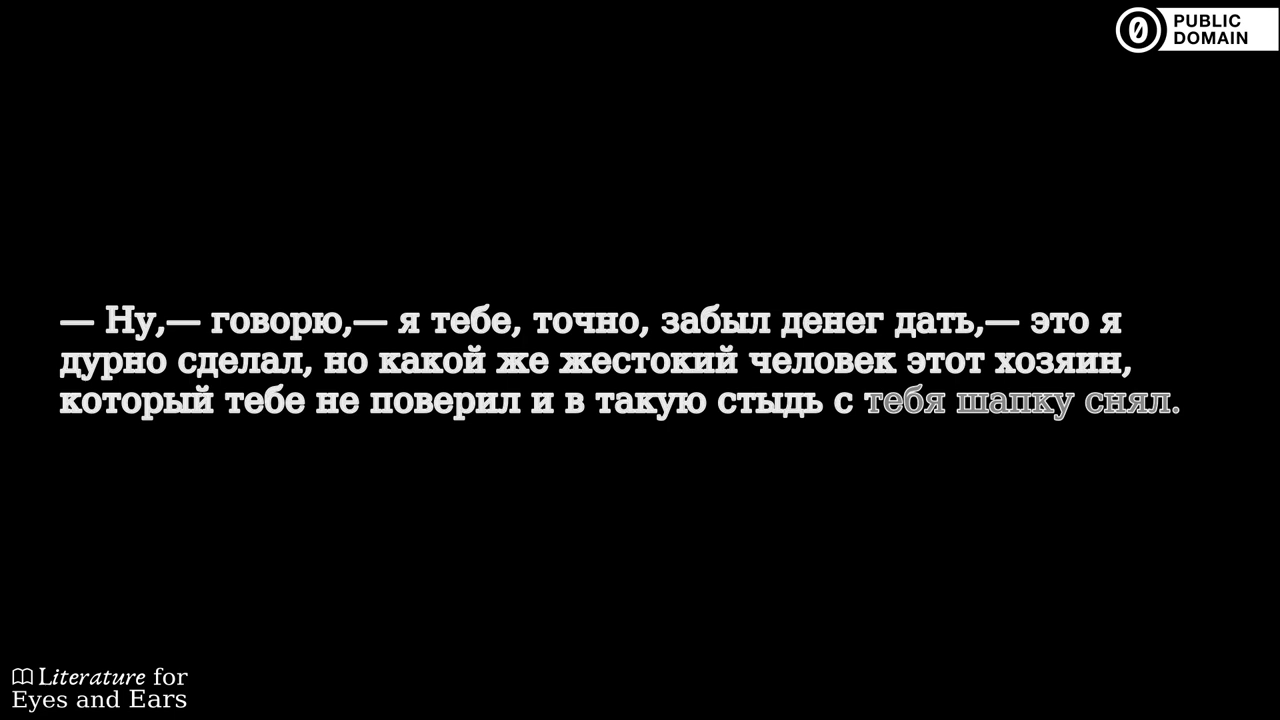 PUBLIC
DOMAIN
— Ну,— говорю,— я тебе, точно, забыл денег дать,— это я
дурно сделал, но какой же жестокий человек этот хозяин,
который тебе не поверил и в такую стыдь с тебя шапку снял.
Literature for
Eyes and Ears